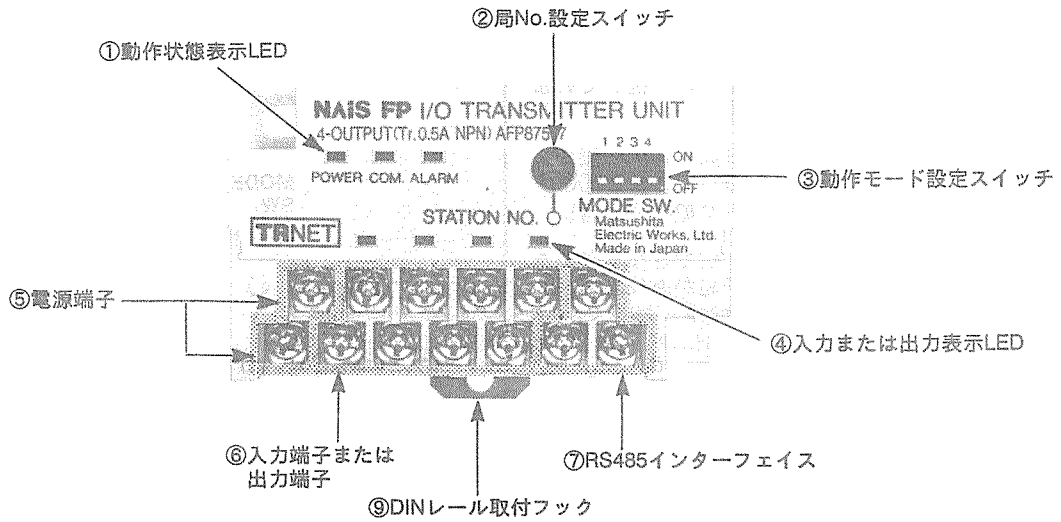 ②局No.設定スイッチ
①動作状態表示LED
NAiS FP I/O TRANSMITTER UNIT
4-OUTPUT(Tr.0.5A NPN)
1 2 3 4
ON
OFF
POWER COM. ALARM
③動作モード設定スイッチ
MODE SW.
STATION NO.
Matsushita
Electric Works, Ltd.
Made in Japan
TRNET
⑤電源端子
④入力または出力表示LED
⑥入力端子または
出力端子
⑦RS485インターフェイス
⑨DINレール取付フック